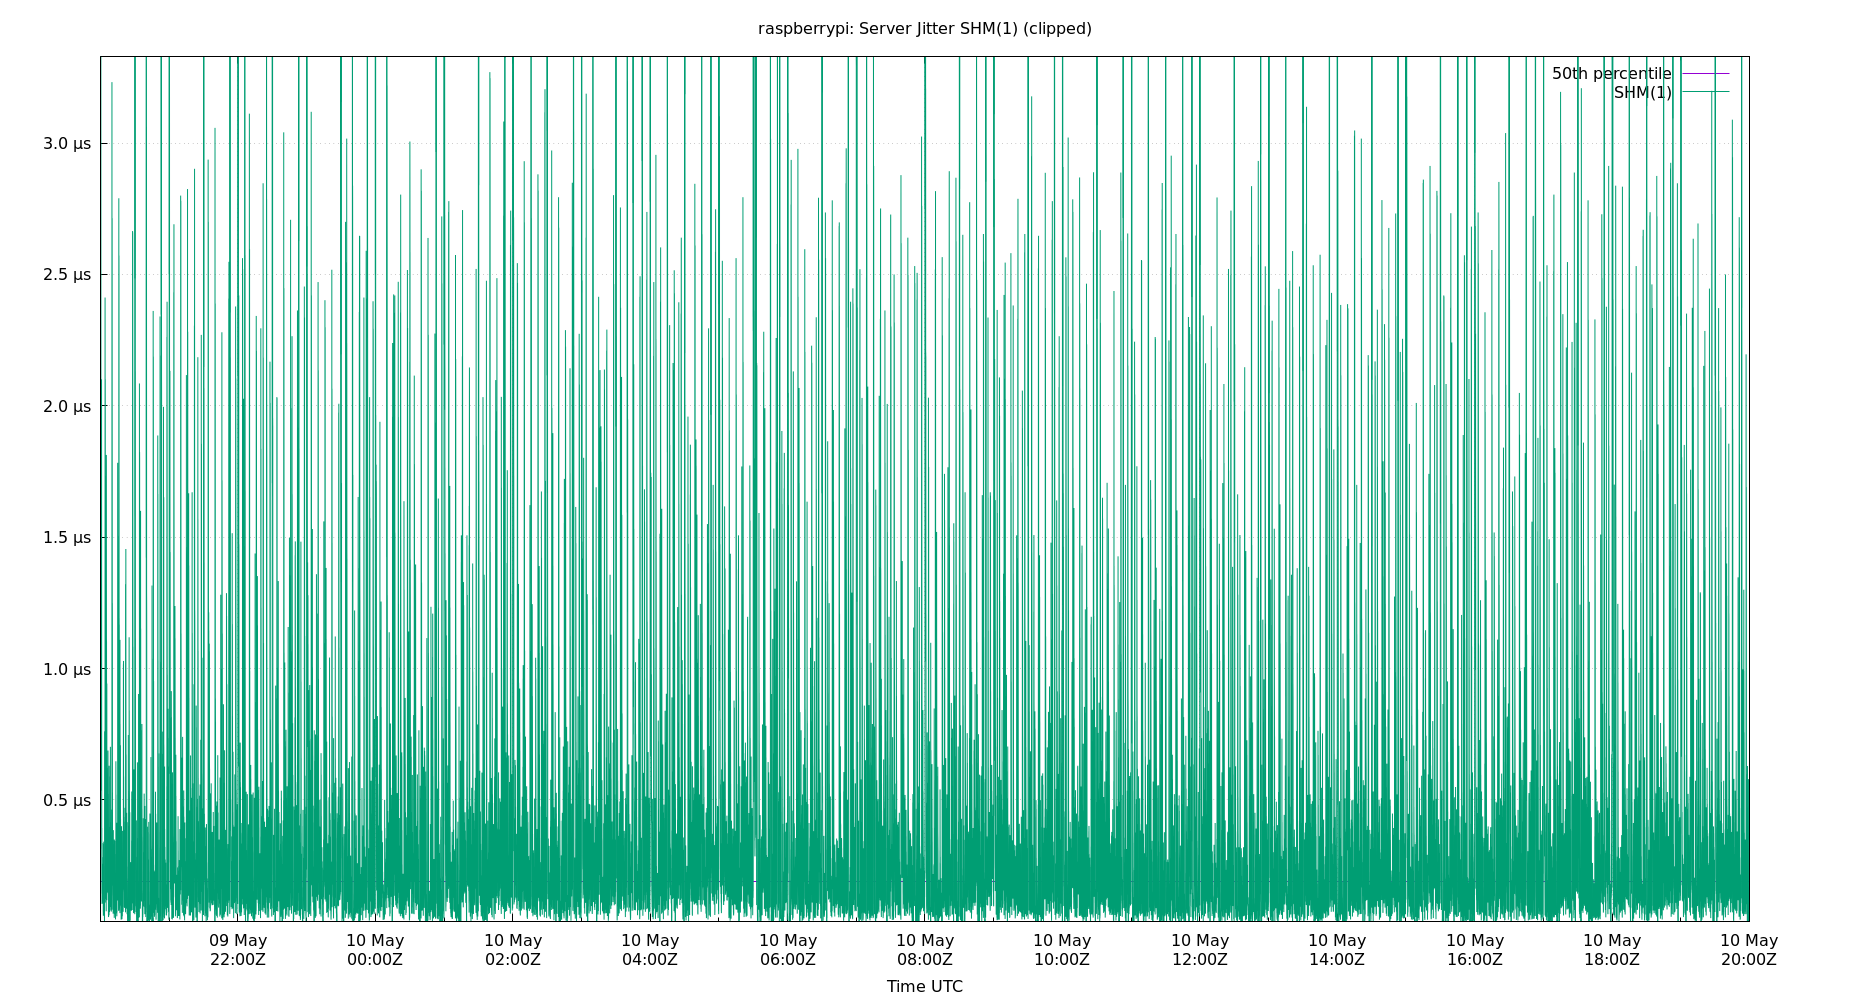 raspberrypi: Server Jitter SHM(1) (clipped)
50th percentile
SHM(1)
3.0 µs
2.5 µs
2.0 µs
1.5 µs
1.0 µs
0.5 µs
09 May 10 May 10 May 10 May 10 May 10 May 10 May 10 May 10 May 10 May 10 May 10 May
22:00Z 00:00Z 02:00Z 04:00Z 06:00Z 08:00Z 10:00Z 12:00Z 14:00Z 16:00Z 18:00Z 20:00Z
Time UTC